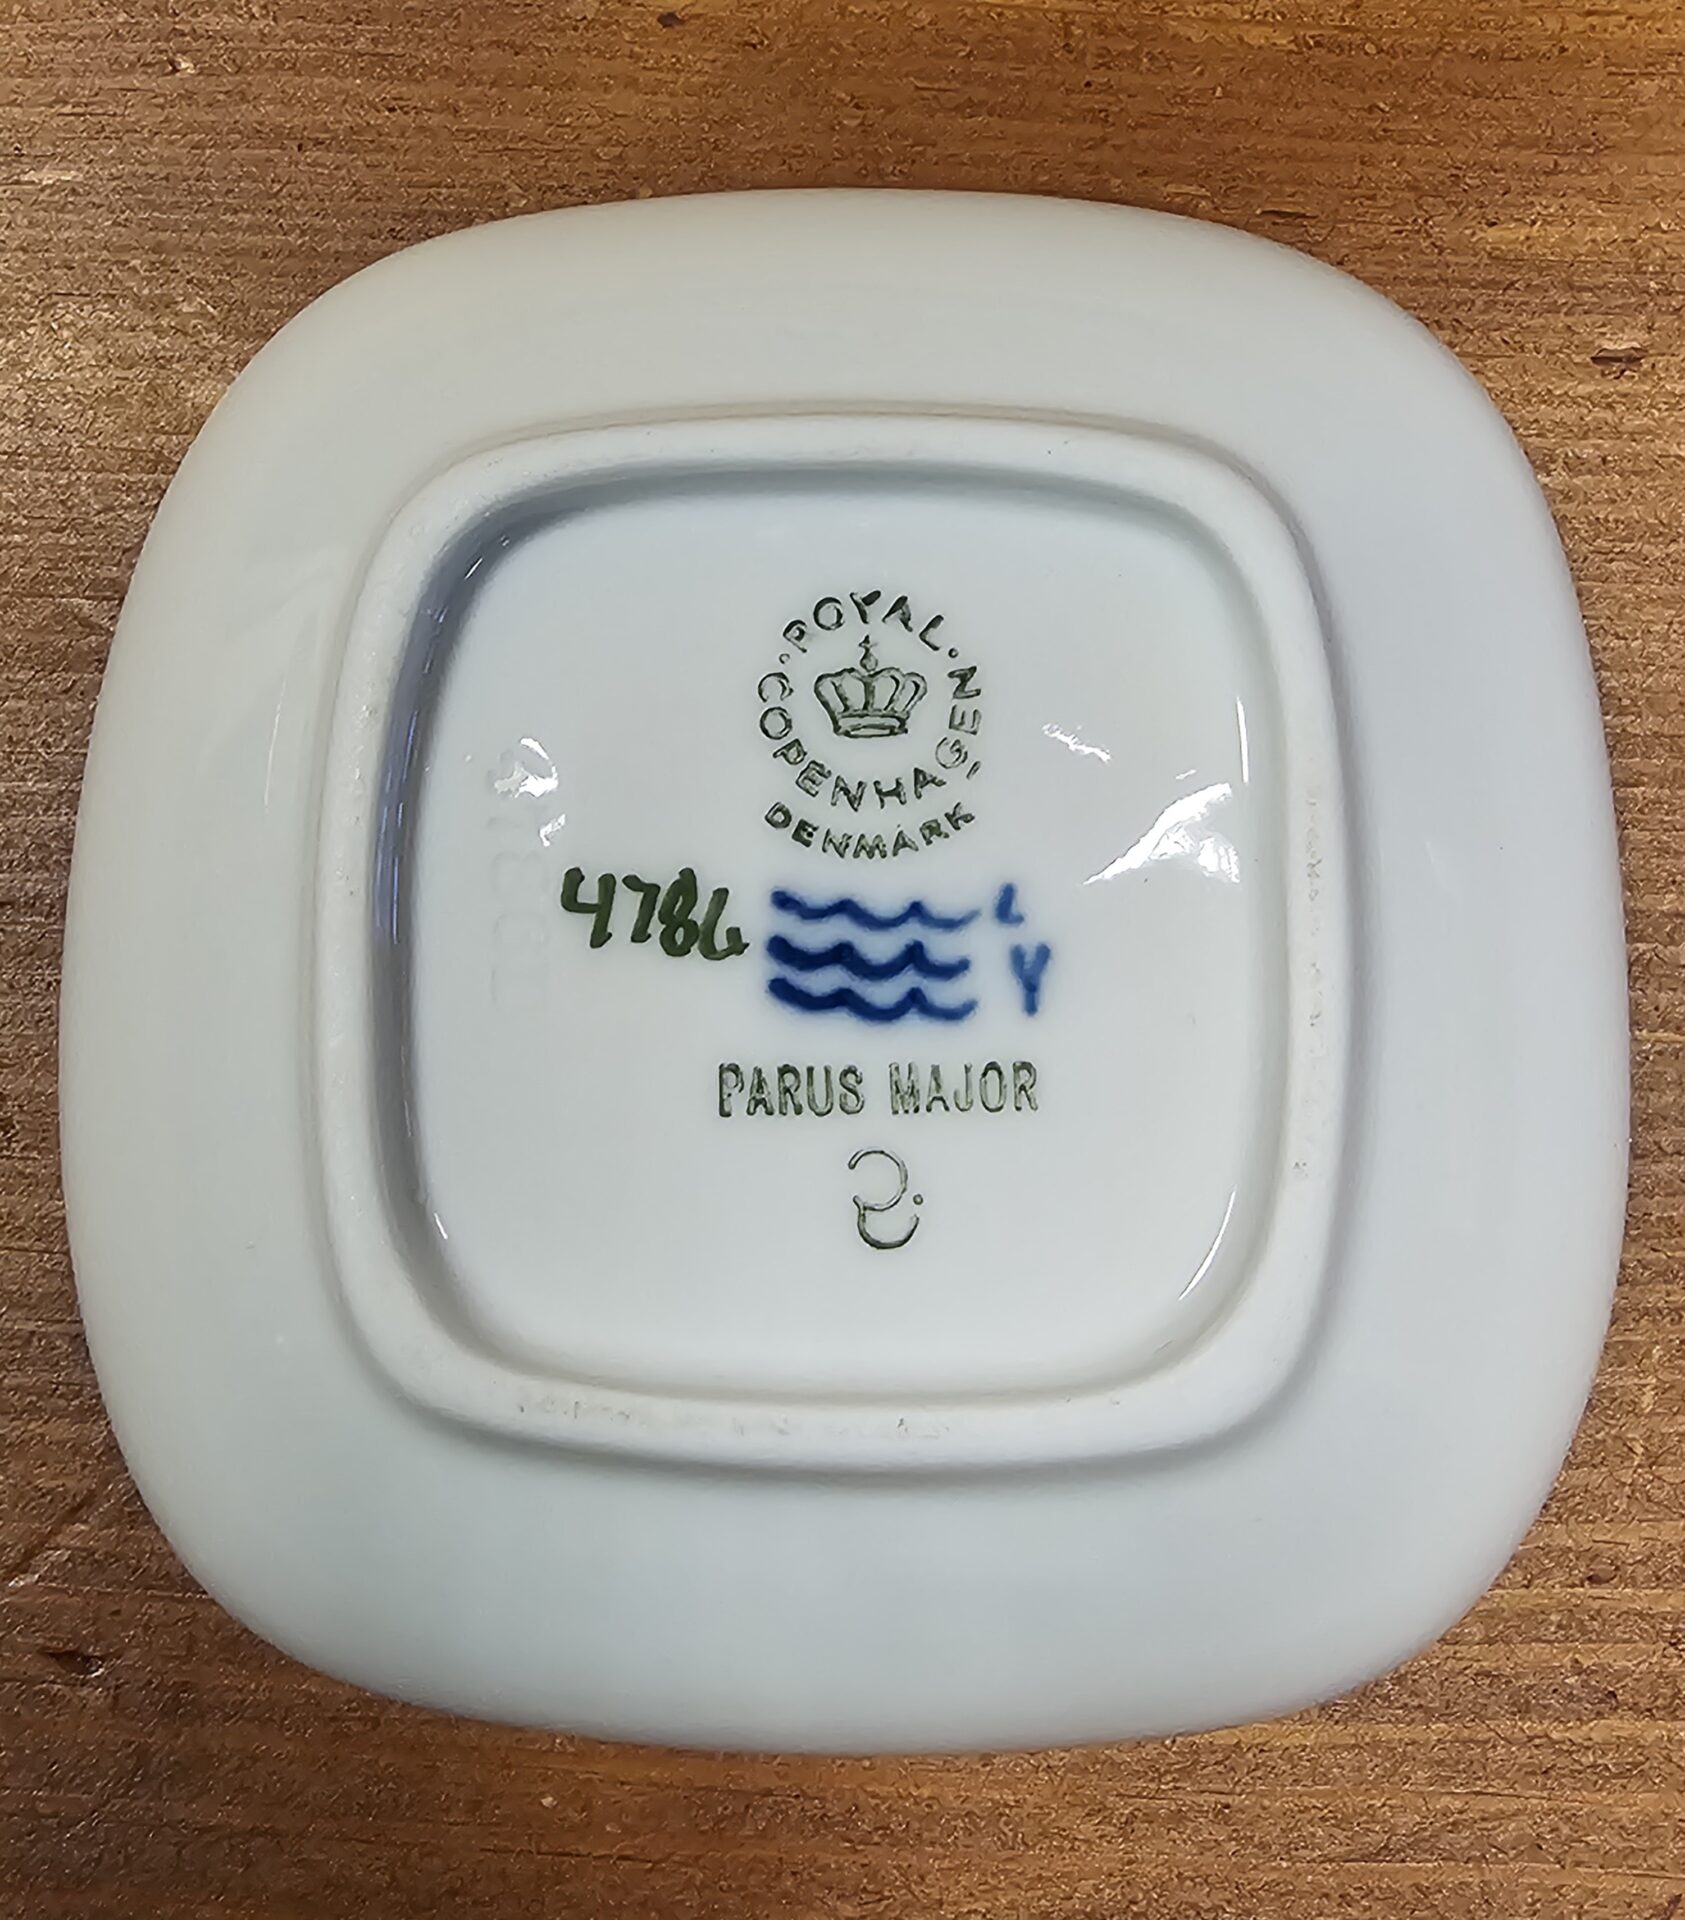 ROYAL
COPENHAGEN
DENMARK
4786 L
Y
PARUS MAJOR